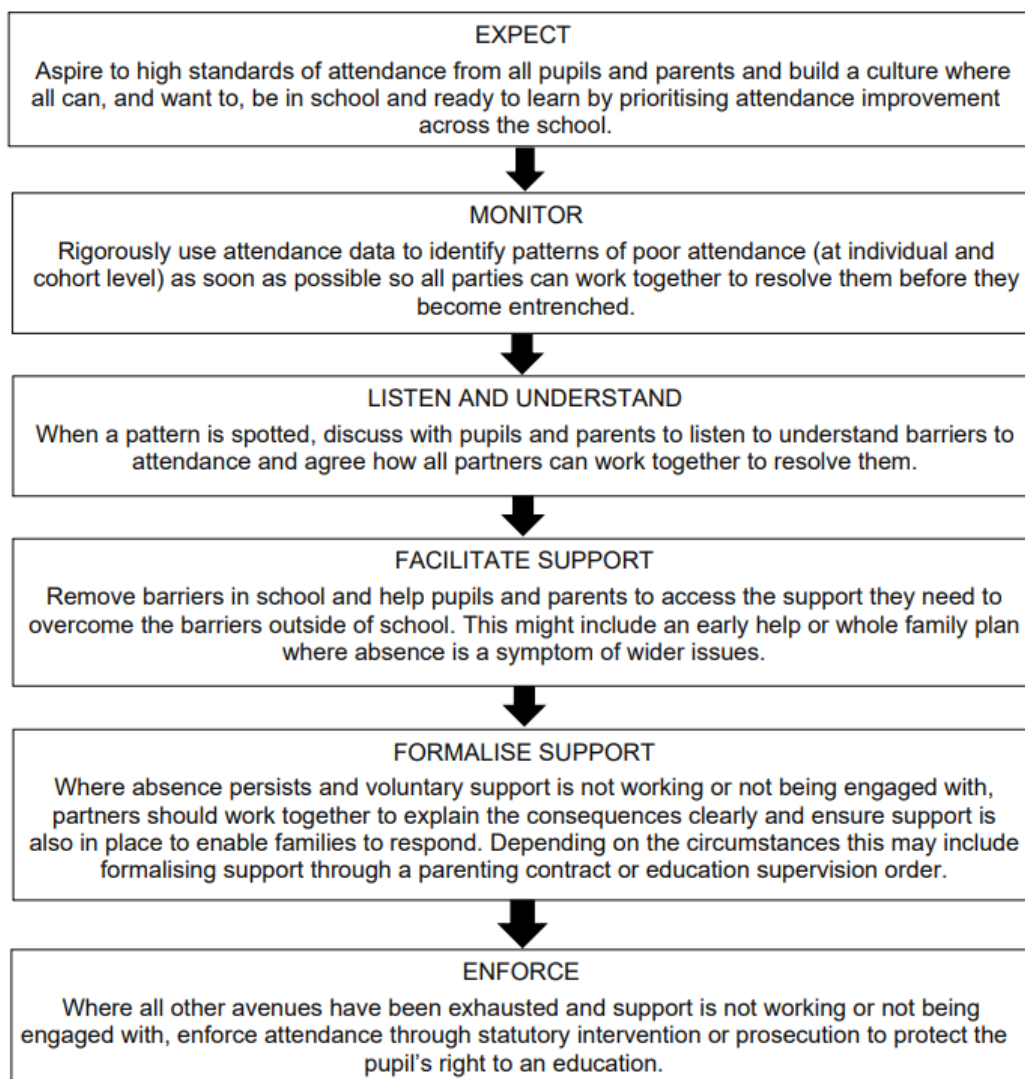 EXPECT
Aspire to high standards of attendance from all pupils and parents and build a culture where
all can, and want to, be in school and ready to learn by prioritising attendance improvement
across the school.
MONITOR
Rigorously use attendance data to identify patterns of poor attendance (at individual and
cohort level) as soon as possible so all parties can work together to resolve them before they
become entrenched.
LISTEN AND UNDERSTAND
When a pattern is spotted, discuss with pupils and parents to listen to understand barriers to
attendance and agree how all partners can work together to resolve them.
FACILITATE SUPPORT
Remove barriers in school and help pupils and parents to access the support they need to
overcome the barriers outside of school. This might include an early help or whole family plan
where absence is a symptom of wider issues.
FORMALISE SUPPORT
Where absence persists and voluntary support is not working or not being engaged with,
partners should work together to explain the consequences clearly and ensure support is
also in place to enable families to respond. Depending on the circumstances this may include
formalising support through a parenting contract or education supervision order.
ENFORCE
Where all other avenues have been exhausted and support is not working or not being
engaged with, enforce attendance through statutory intervention or prosecution to protect the
pupil's right to an education.